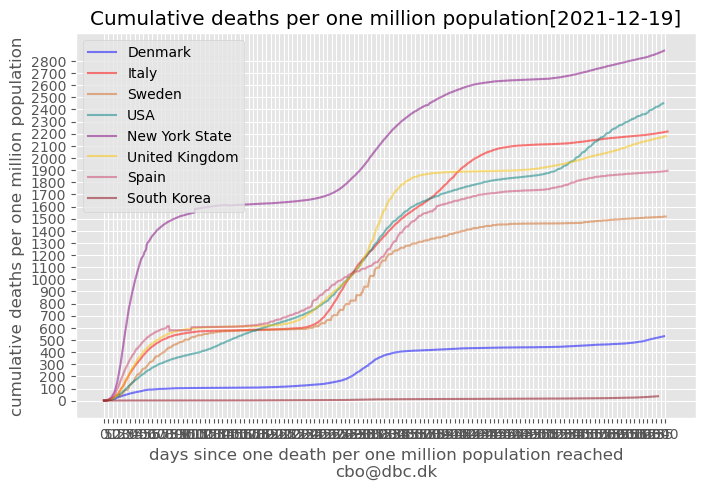 Cumulative deaths per one million population[2021-12-19]
Denmark
Italy
Sweden
USA
New York State
United Kingdom
Spain
South Korea
cumulative deaths per one million population
2800
2700
2600
2500
2400
2300
2200
2100
2000
1900
1800
1700
1600
1500
1400
1300
1200
1100
1000
900
800
700
600
500
400
300
200
100
0
days since one death per one million population reached
cbo@dbc.dk